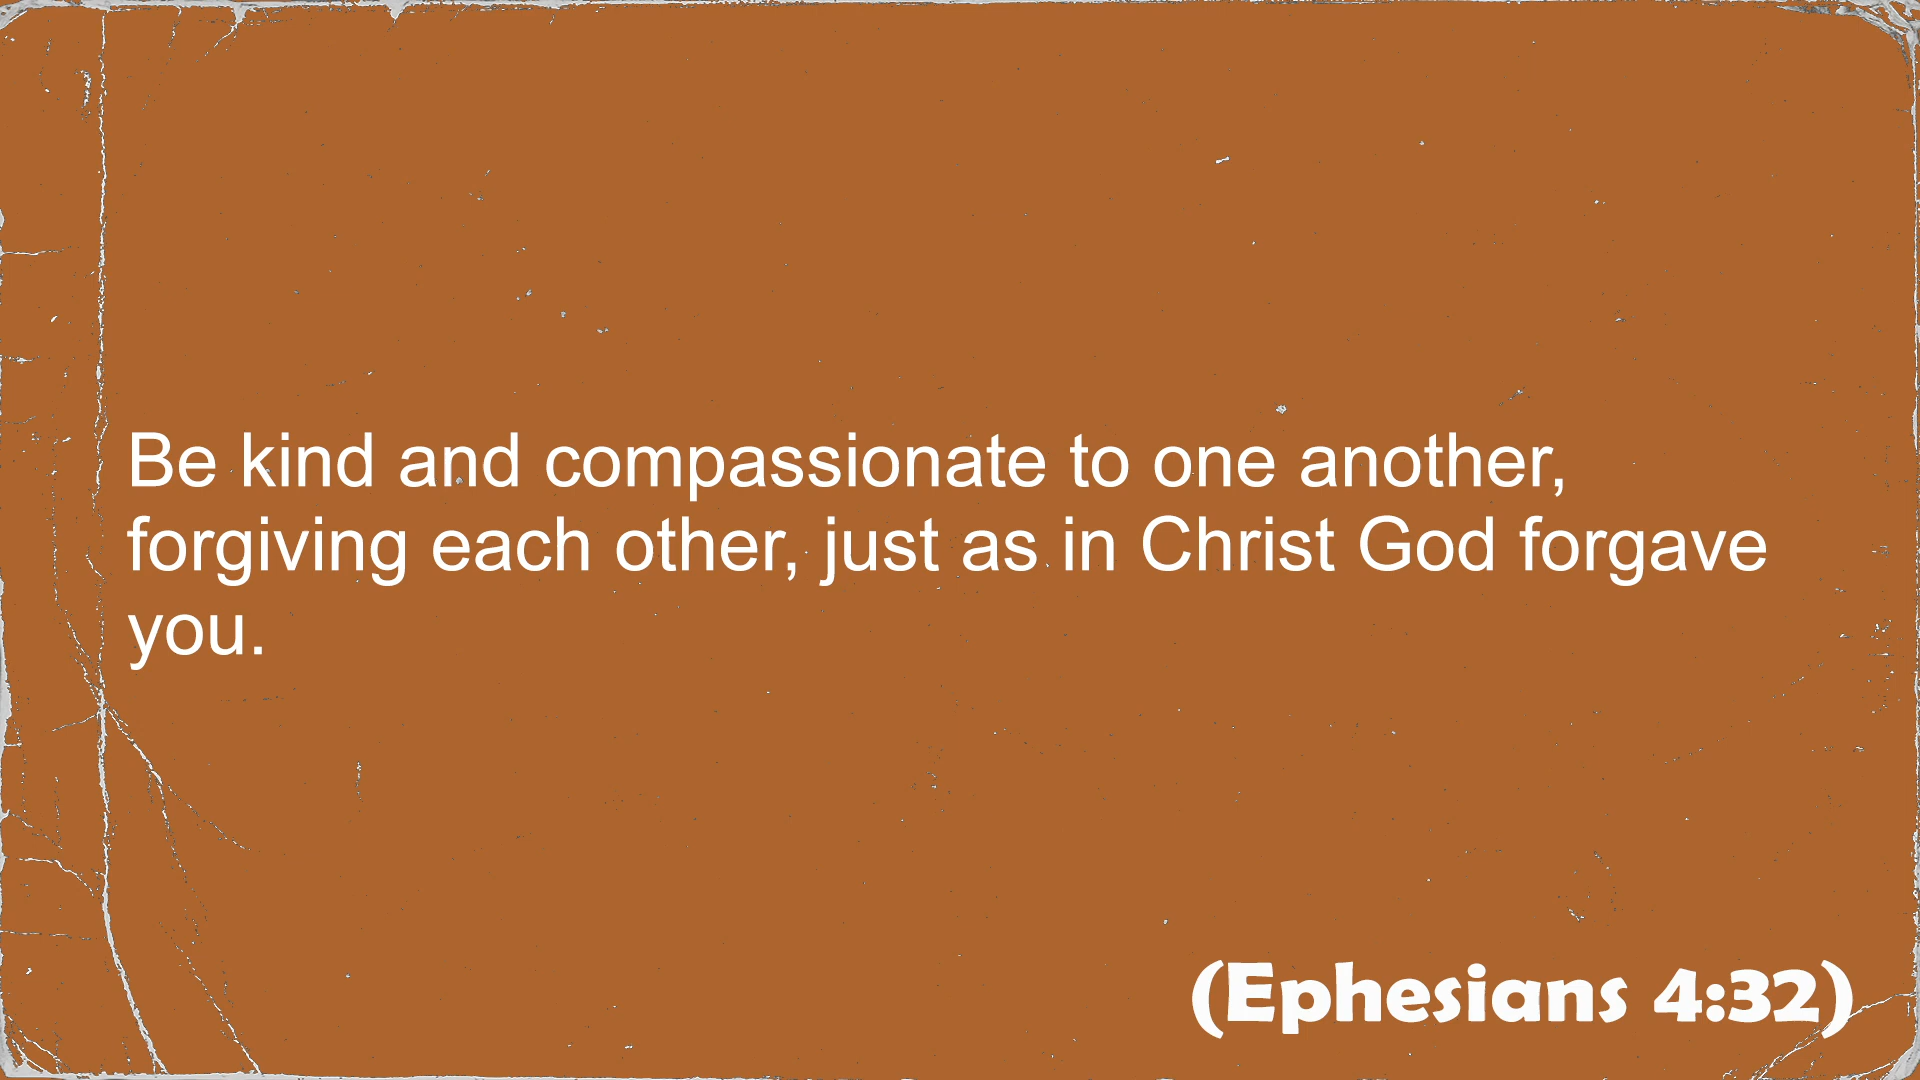 Be kind and compassionate to one another,
forgiving each other, just as in Christ God forgave
you.
(Ephesians 4:32)